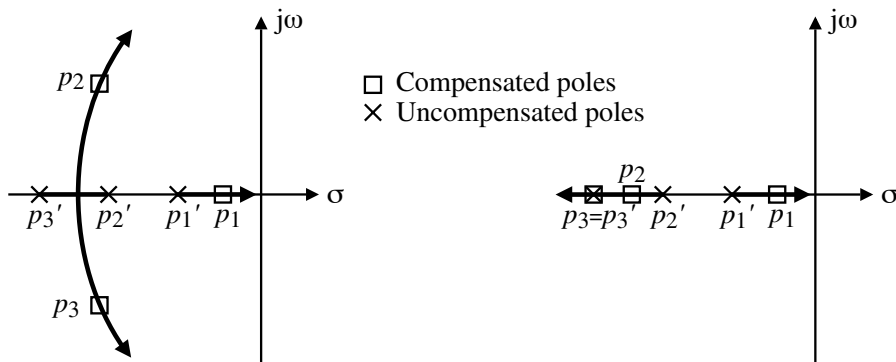 jω
p2
p3′
p2′
p1′
p1
σ
p3
Compensated poles
Uncompensated poles
jω
p2
p3=p3′
p2′
p1′
p1
σ